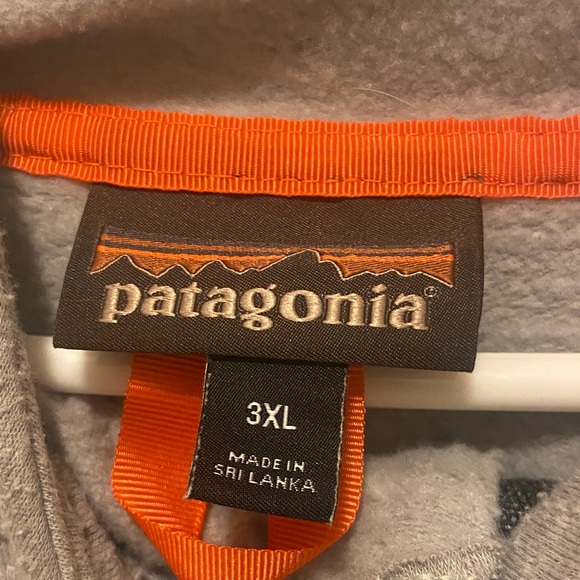 patagonia®
3XL
MADE IN
SRI LANKA